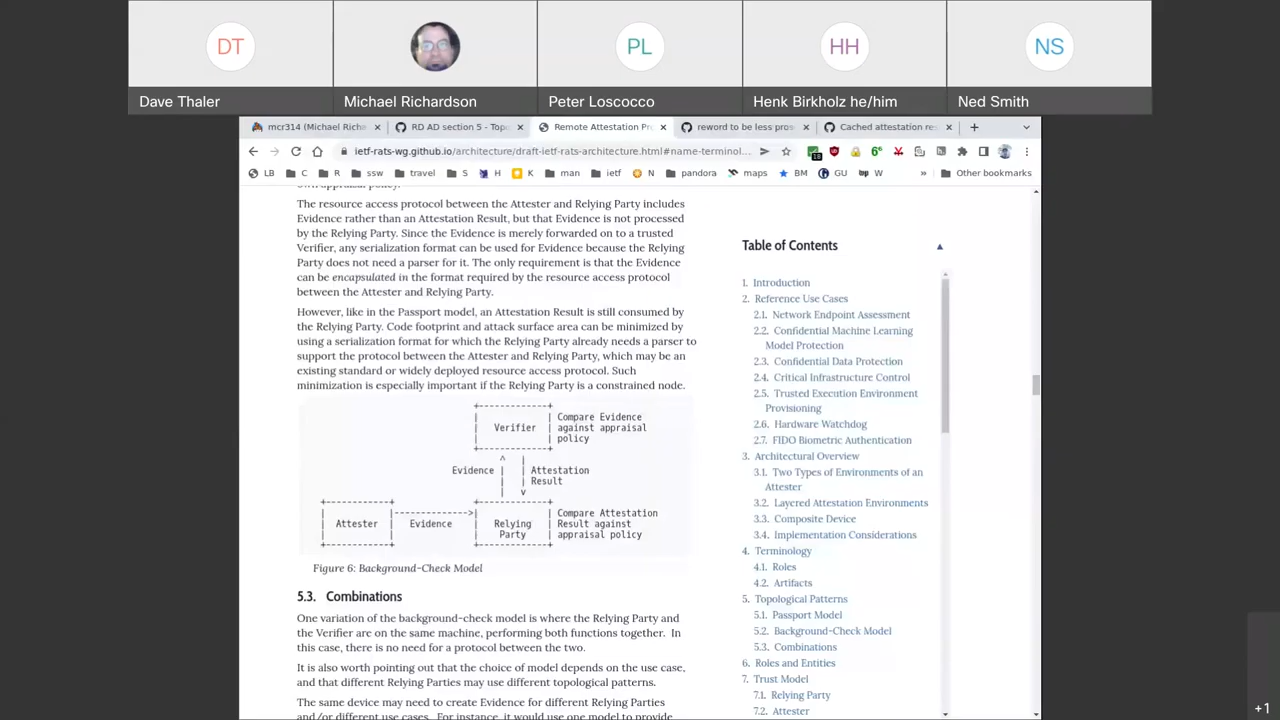 DT
PL
HH
NS
Dave Thaler
Michael Richardson
Peter Loscocco
Henk Birkholz he/him
Ned Smith
mcr314 (Michael Riche
RD AD section 5 - Topo
Remote Attestation Pro
reword to be less pros
Cached attestation res
ietf-rats-wg.github.io/architecture/draft-ietf-rats-architecture.html#name-terminol...
18
LB
C
R
ssw
travel
S
H
K
man
ietf
N
pandora
maps
BM
GU
W
»
Other bookmarks
own appraisal policy.
The resource access protocol between the Attester and Relying Party includes
Evidence rather than an Attestation Result, but that Evidence is not processed
by the Relying Party. Since the Evidence is merely forwarded on to a trusted
Verifier, any serialization format can be used for Evidence because the Relying
Party does not need a parser for it. The only requirement is that the Evidence
can be encapsulated in the format required by the resource access protocol
between the Attester and Relying Party.
However, like in the Passport model, an Attestation Result is still consumed by
the Relying Party. Code footprint and attack surface area can be minimized by
using a serialization format for which the Relying Party already needs a parser to
support the protocol between the Attester and Relying Party, which may be an
existing standard or widely deployed resource access protocol. Such
minimization is especially important if the Relying Party is a constrained node.
Verifier
Compare Evidence
against appraisal
policy
Evidence
Attestation
Result
Attester
Evidence
Relying
Party
Compare Attestation
Result against
appraisal policy
Figure 6: Background-Check Model
5.3. Combinations
One variation of the background-check model is where the Relying Party and
the Verifier are on the same machine, performing both functions together. In
this case, there is no need for a protocol between the two.
It is also worth pointing out that the choice of model depends on the use case,
and that different Relying Parties may use different topological patterns.
The same device may need to create Evidence for different Relying Parties
and/or different use cases. For instance, it would use one model to provide
Table of Contents
1. Introduction
2. Reference Use Cases
2.1. Network Endpoint Assessment
2.2. Confidential Machine Learning
Model Protection
2.3. Confidential Data Protection
2.4. Critical Infrastructure Control
2.5. Trusted Execution Environment
Provisioning
2.6. Hardware Watchdog
2.7. FIDO Biometric Authentication
3. Architectural Overview
3.1. Two Types of Environments of an
Attester
3.2. Layered Attestation Environments
3.3. Composite Device
3.4. Implementation Considerations
4. Terminology
4.1. Roles
4.2. Artifacts
5. Topological Patterns
5.1. Passport Model
5.2. Background-Check Model
5.3. Combinations
6. Roles and Entities
7. Trust Model
7.1. Relying Party
7.2. Attester
+1